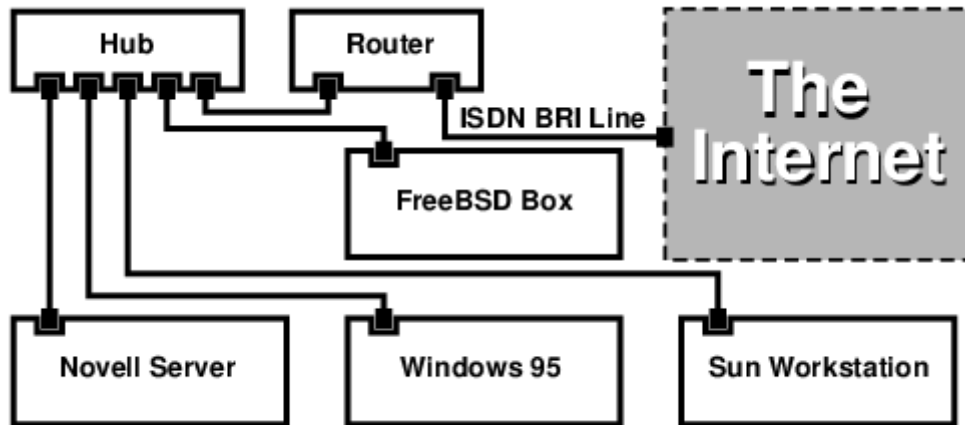 Hub
Router
The
Internet
ISDN BRI Line
FreeBSD Box
Novell Server
Windows 95
Sun Workstation